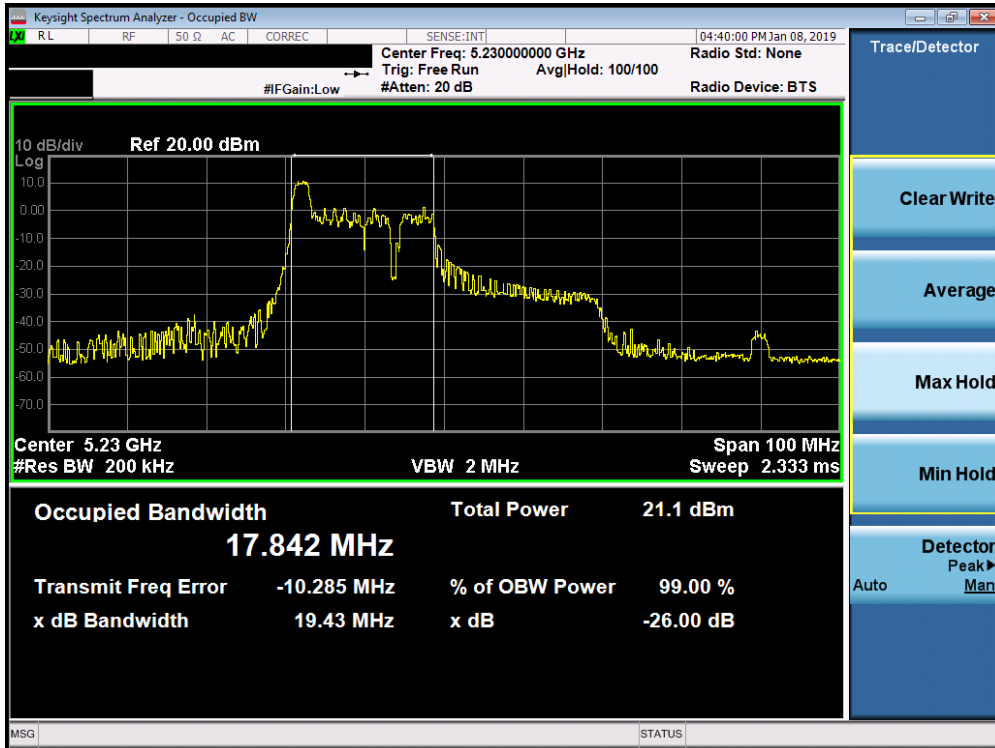 Keysight Spectrum Analyzer - Occupied BW
LXI RL RF 50 Ω AC CORREC SENSE:INT 04:40:00 PM Jan 08, 2019
Center Freq: 5.230000000 GHz Radio Std: None
Trig: Free Run Avg|Hold: 100/100
#IFGain:Low #Atten: 20 dB Radio Device: BTS
10 dB/div Ref 20.00 dBm
Log
10.0
0.00
-10.0
-20.0
-30.0
-40.0
-50.0
-60.0
-70.0
Center 5.23 GHz Span 100 MHz
#Res BW 200 kHz VBW 2 MHz Sweep 2.333 ms
Occupied Bandwidth Total Power 21.1 dBm
17.842 MHz
Transmit Freq Error -10.285 MHz % of OBW Power 99.00 %
x dB Bandwidth 19.43 MHz x dB -26.00 dB
MSG STATUS
Trace/Detector
Clear Write
Average
Max Hold
Min Hold
Detector
Peak▶
Auto Man